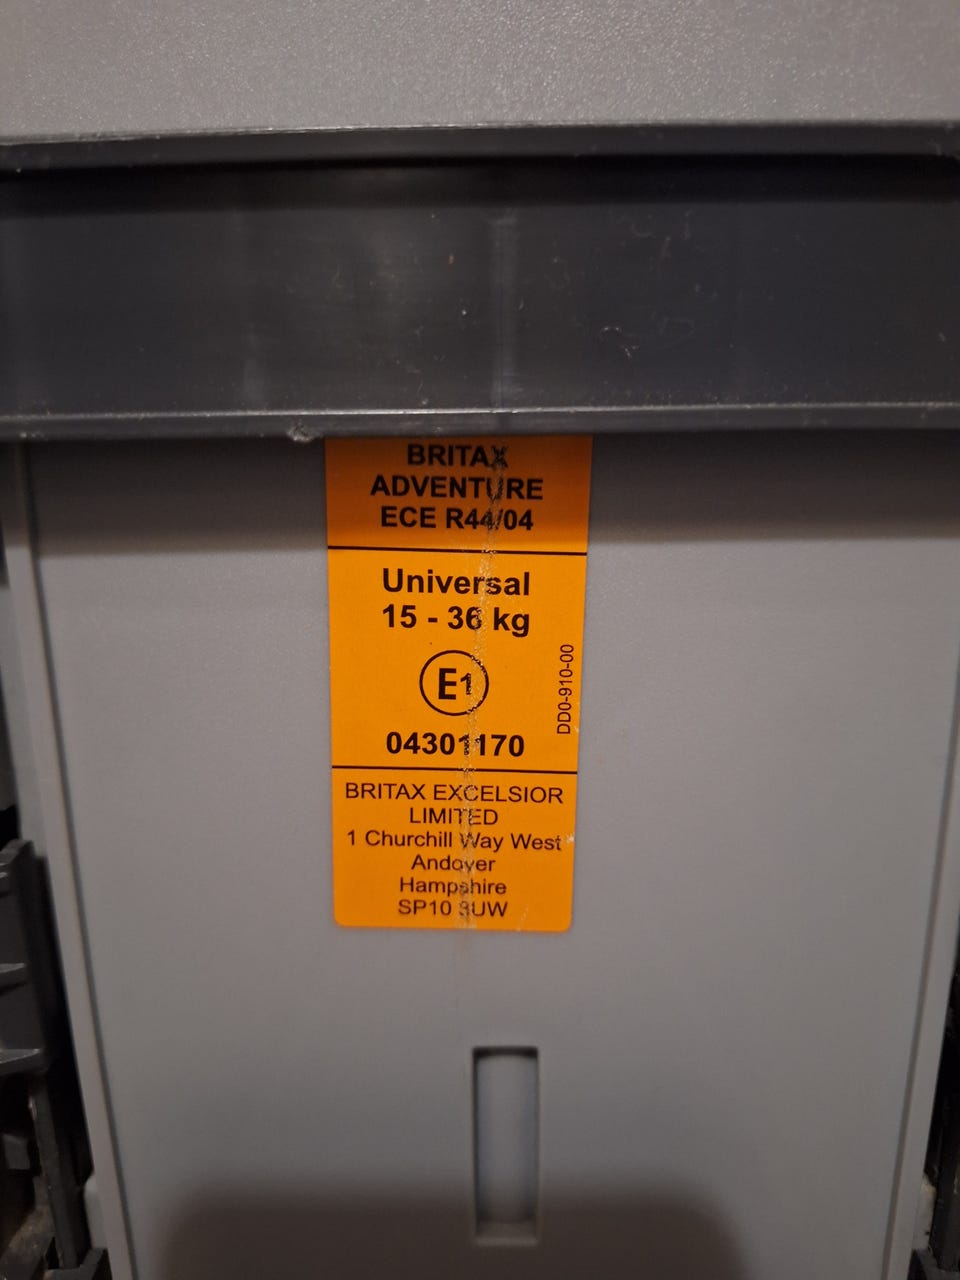 BRITAX
ADVENTURE
ECE R44/04
Universal
15 - 36 kg
E1
04301170
DD0-910-00
BRITAX EXCELSIOR
LIMITED
1 Churchill Way West
Andover
Hampshire
SP10 3UW